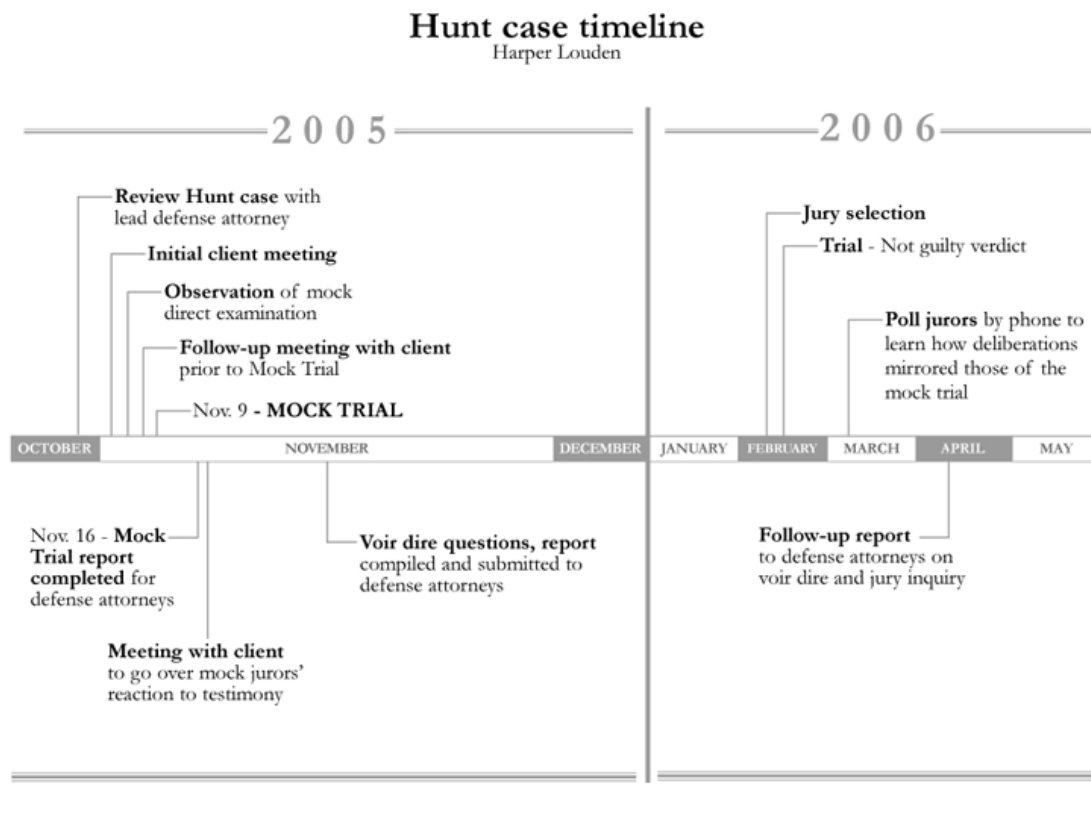 Hunt case timeline
Harper Louden
2005
2006
Review Hunt case with
lead defense attorney
Initial client meeting
Observation of mock
direct examination
Follow-up meeting with client
prior to Mock Trial
Nov. 9 - MOCK TRIAL
Jury selection
Trial - Not guilty verdict
Poll jurors by phone to
learn how deliberations
mirrored those of the
mock trial
OCTOBER NOVEMBER DECEMBER JANUARY FEBRUARY MARCH APRIL MAY
Nov. 16 - Mock
Trial report
completed for
defense attorneys
Meeting with client
to go over mock jurors’
reaction to testimony
Voir dire questions, report
compiled and submitted to
defense attorneys
Follow-up report
to defense attorneys on
voir dire and jury inquiry